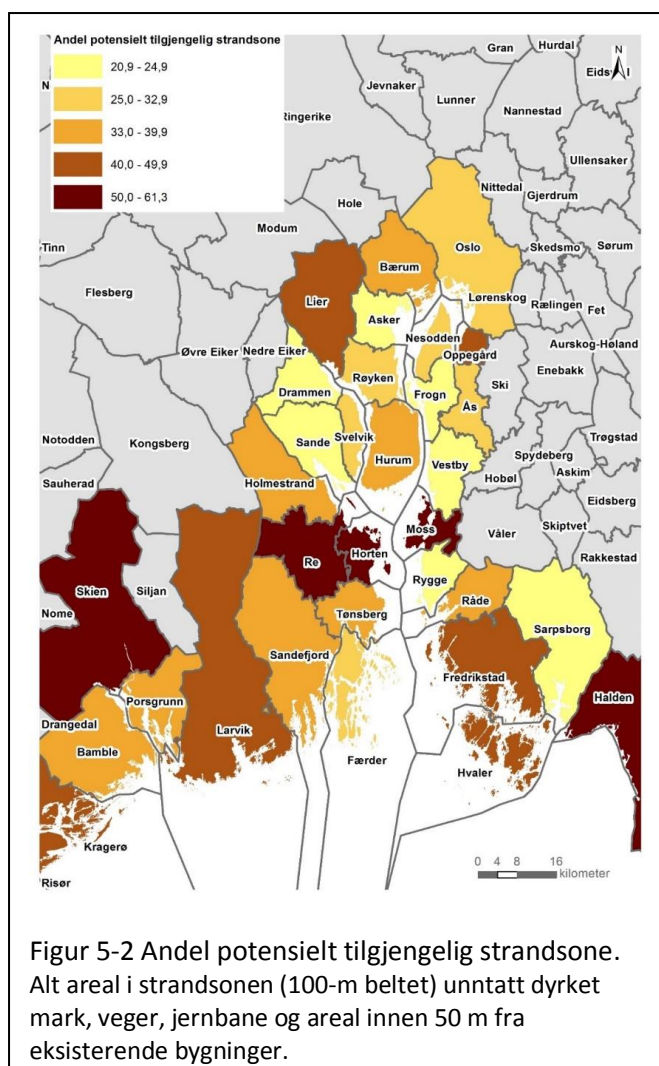 Andel potensielt tilgjengelig strandsone
20,9 - 24,9
25,0 - 32,9
33,0 - 39,9
40,0 - 49,9
50,0 - 61,3
N
Gran
Hurdal
Jevnaker
Lunner
Nannestad
Ringerike
Ullensaker
Nittedal
Gjerdrum
Hole
Modum
Tinn
Oslo
Skedsmo
Sørum
Bærum
Flesberg
Lier
Lørenskog
Rælingen
Fet
Asker
Nesodden
Øvre Eiker
Nedre Eiker
Oppegård
Aurskog-Høland
Enebakk
Røyken
Ski
Drammen
Frogn
Ås
Notodden
Kongsberg
Sande
Svelvik
Trøgstad
Hurum
Vestby
Spydeberg
Askim
Hobøl
Sauherad
Holmestrand
Eidsberg
Moss
Skiptvet
Våler
Rakkestad
Horten
Re
Skien
Siljan
Rygge
Nome
Råde
Tønsberg
Sarpsborg
Sandefjord
Fredrikstad
Halden
Porsgrunn
Drangedal
Larvik
Bamble
Færder
Hvaler
Kragerø
Risør
0 4 8 16
kilometer
Figur 5-2 Andel potensielt tilgjengelig strandsone.
Alt areal i strandsonen (100-m beltet) unntatt dyrket
mark, veger, jernbane og areal innen 50 m fra
eksisterende bygninger.